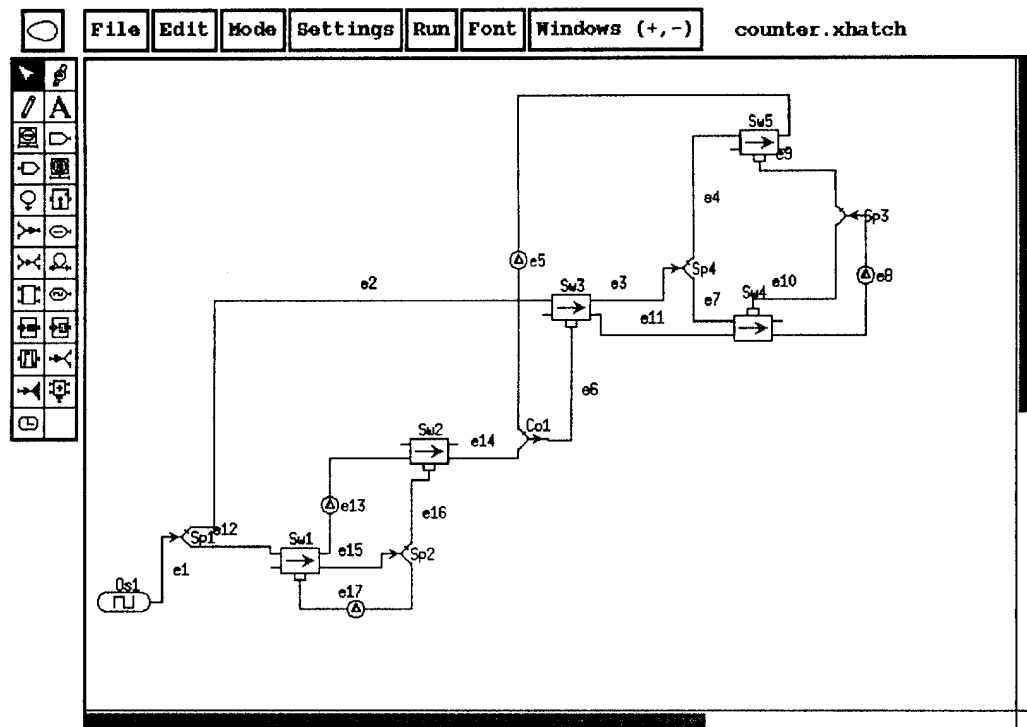 File Edit Mode Settings Run Font Windows (+,-) counter.xhatch
A
Sw5
e9
e4
Sp3
e5
Sp4
e8
e2
Sw3
e3
e10
e7
Sw4
e11
e6
Co1
Sw2
e14
e13
e16
e12
Sp1
Sw1
e15
Sp2
e1
Os1
e17